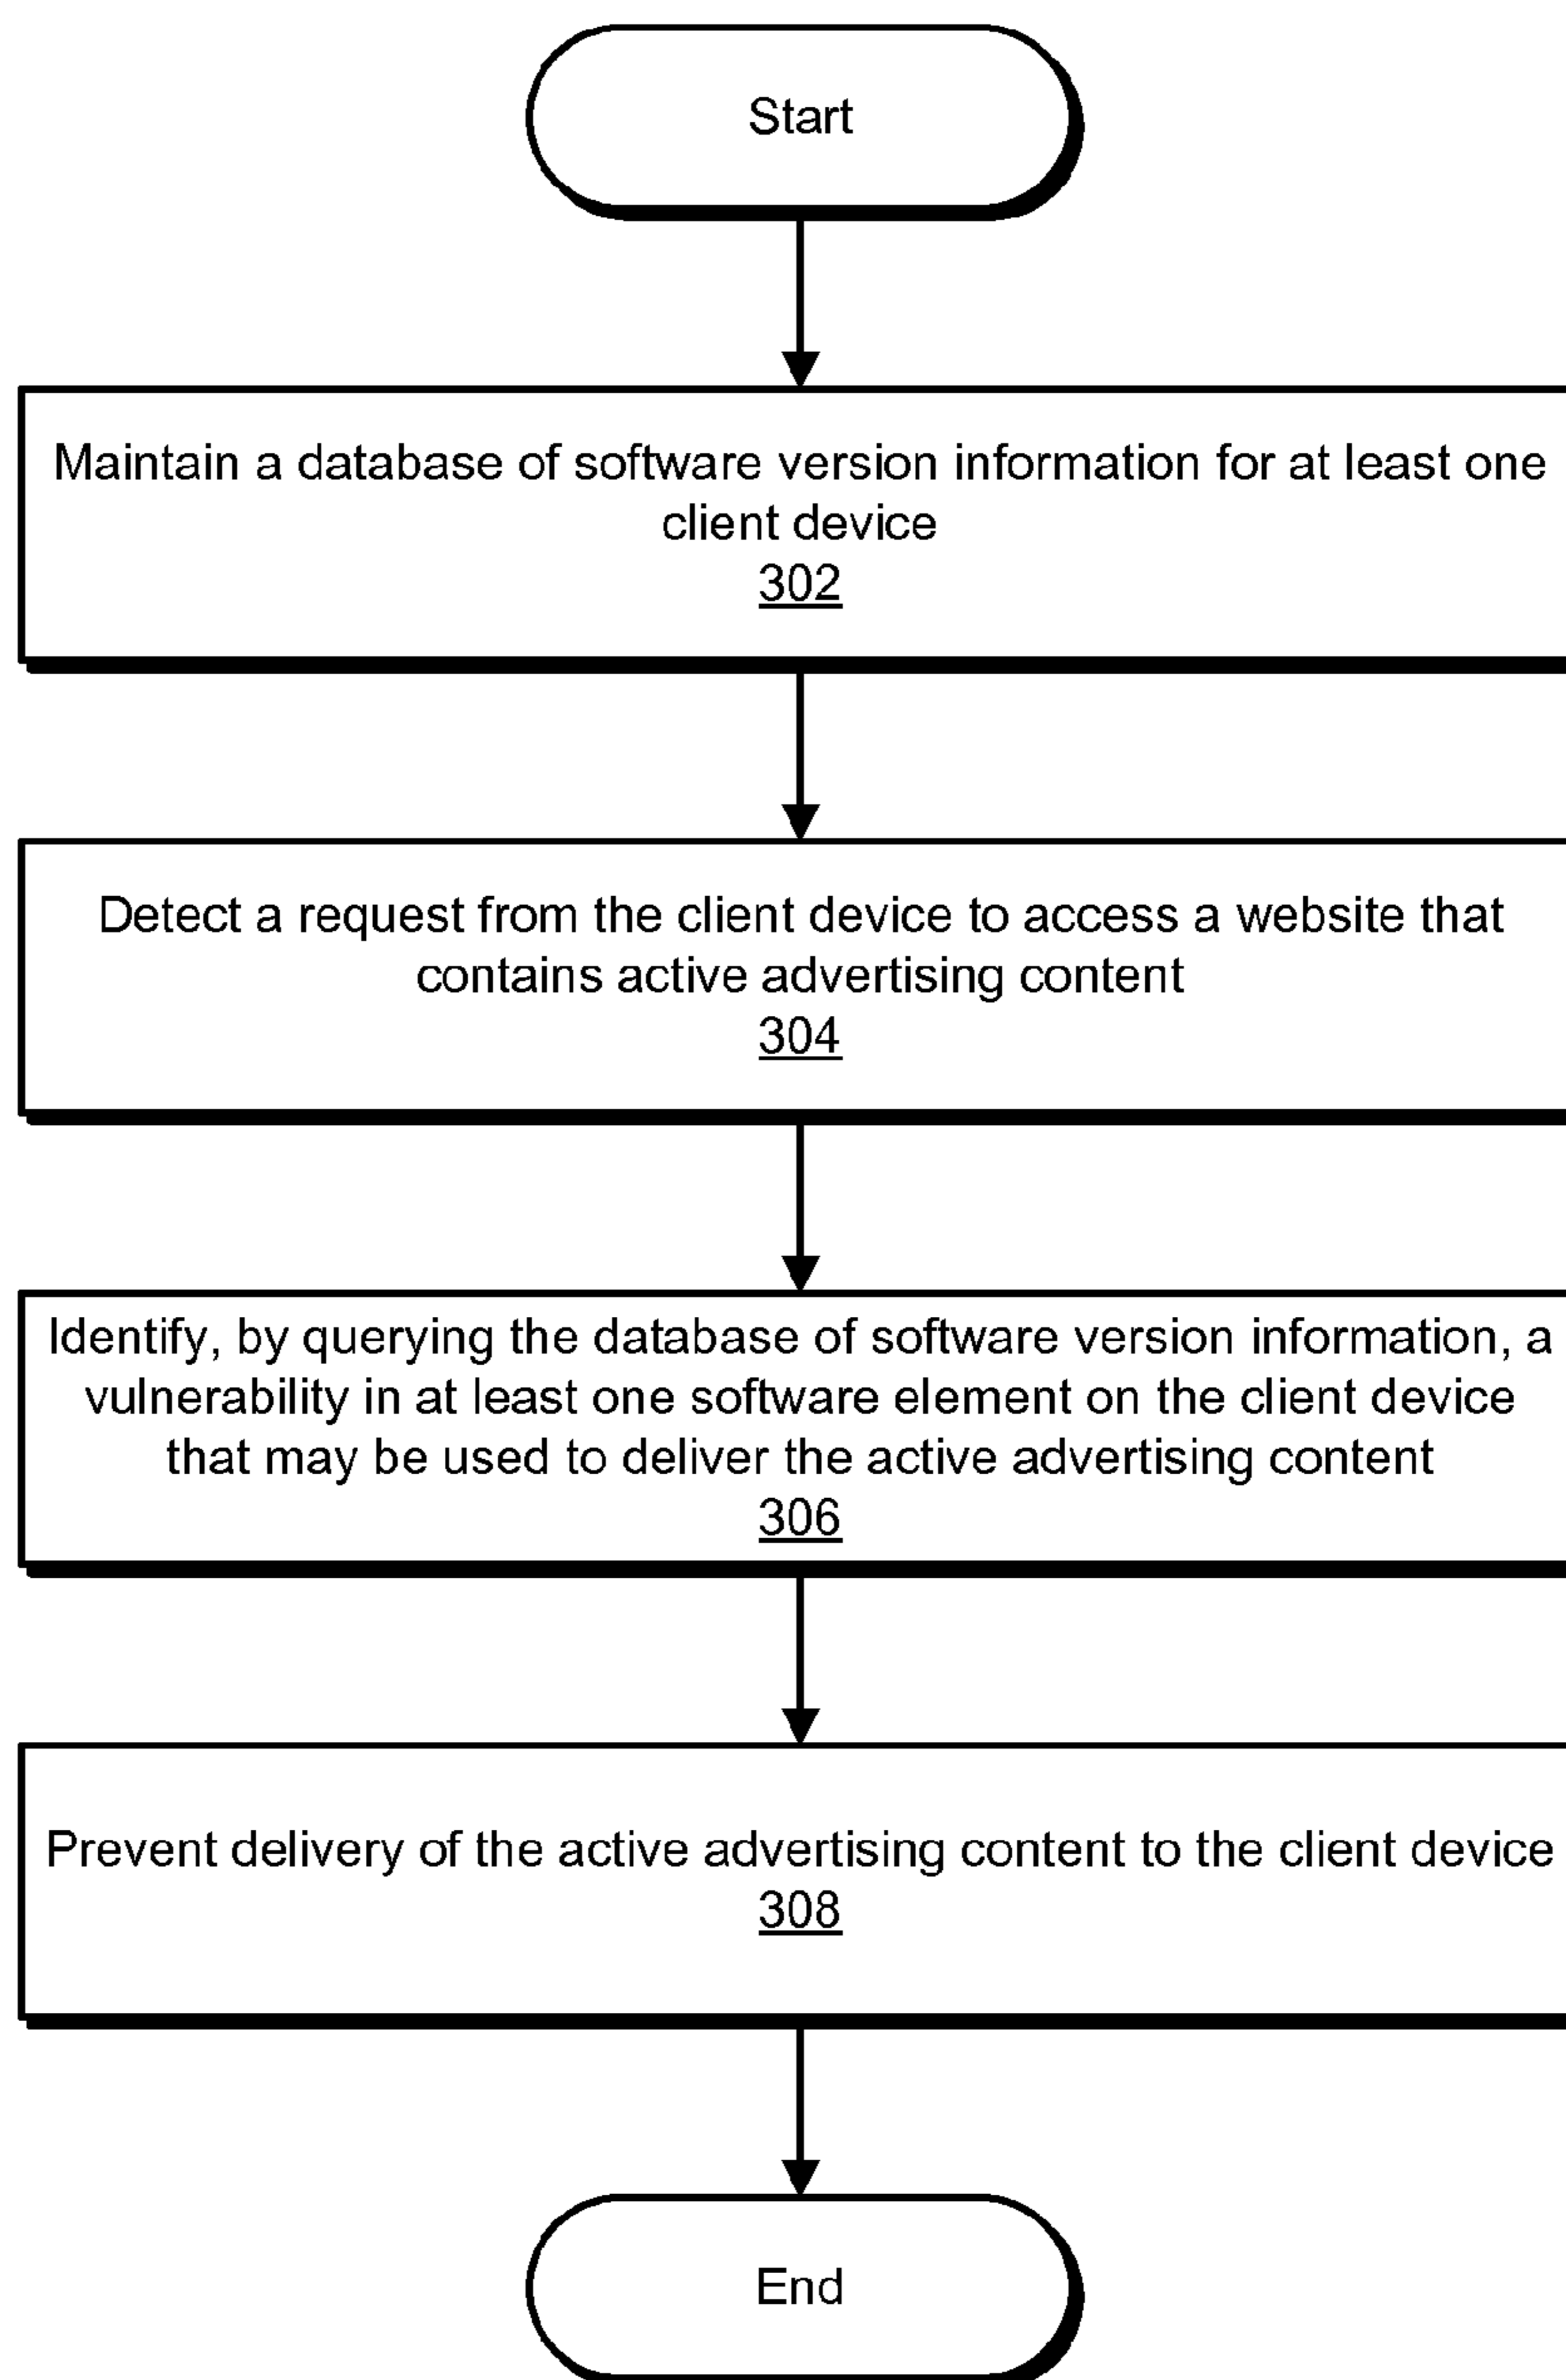 Start
Maintain a database of software version information for at least one
client device
302
Detect a request from the client device to access a website that
contains active advertising content
304
Identify, by querying the database of software version information, a
vulnerability in at least one software element on the client device
that may be used to deliver the active advertising content
306
Prevent delivery of the active advertising content to the client device
308
End